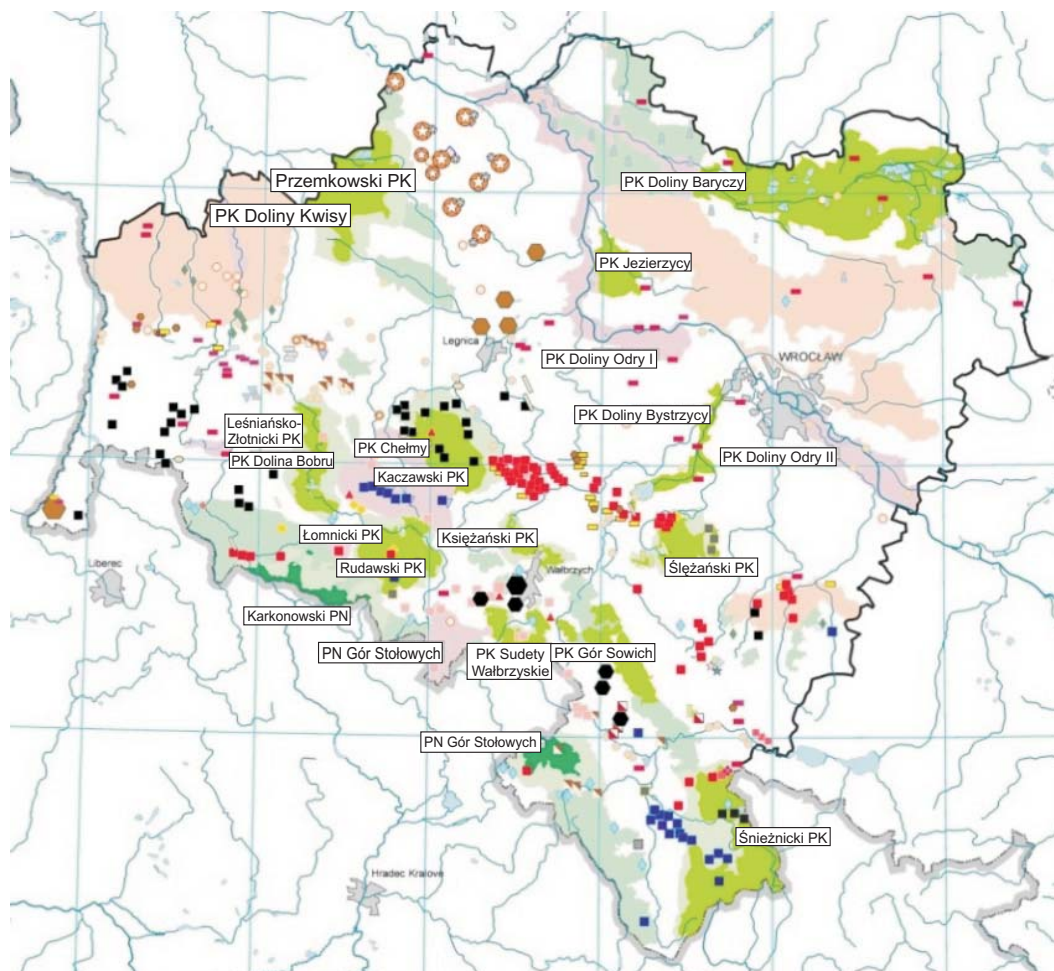 Przemkowski PK
PK Doliny Baryczy
PK Doliny Kwisy
PK Jezierzycy
Legnica
PK Doliny Odry I
WROCŁAW
PK Doliny Bystrzycy
Leśniańsko-
Złotnicki PK
PK Chełmy
PK Dolina Bobru
PK Doliny Odry II
Kaczawski PK
Łomnicki PK
Książański PK
Liberec
Rudawski PK
Wałbrzych
Ślężański PK
Karkonowski PN
PN Gór Stołowych
PK Sudety
Wałbrzyskie
PK Gór Sowich
PN Gór Stołowych
Śnieżnicki PK
Hradec Kralove